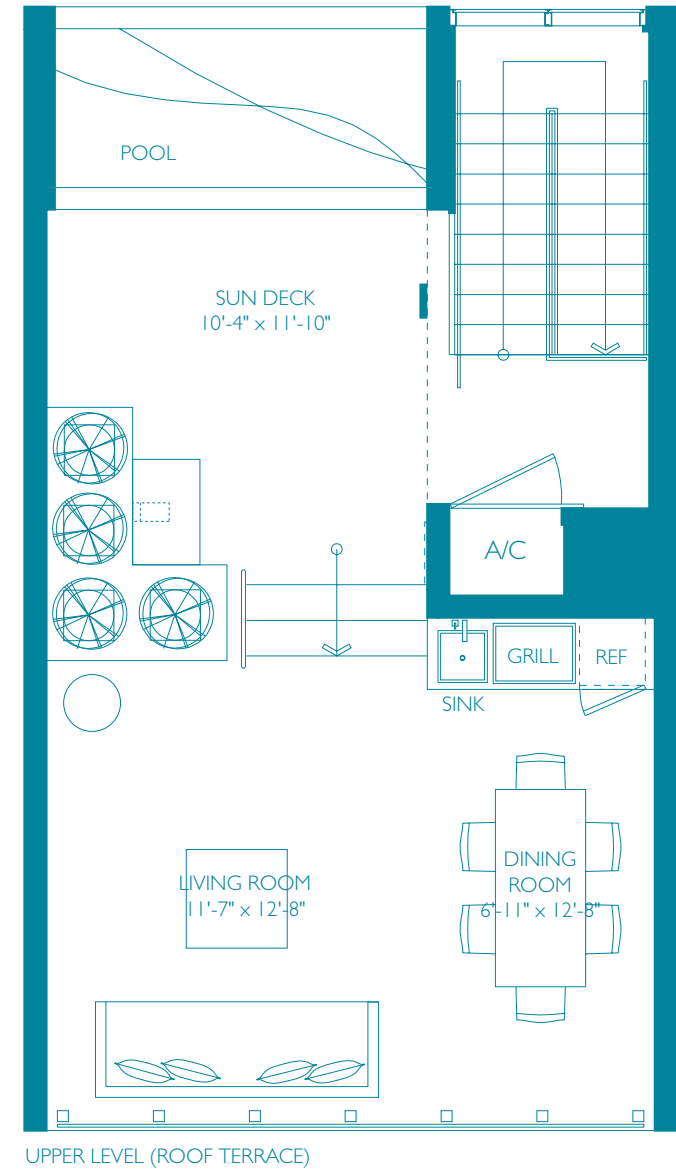 POOL
SUN DECK
10'-4" x 11'-10"
A/C
GRILL
REF
SINK
LIVING ROOM
11'-7" x 12'-8"
DINING
ROOM
6'-11" x 12'-8"
UPPER LEVEL (ROOF TERRACE)